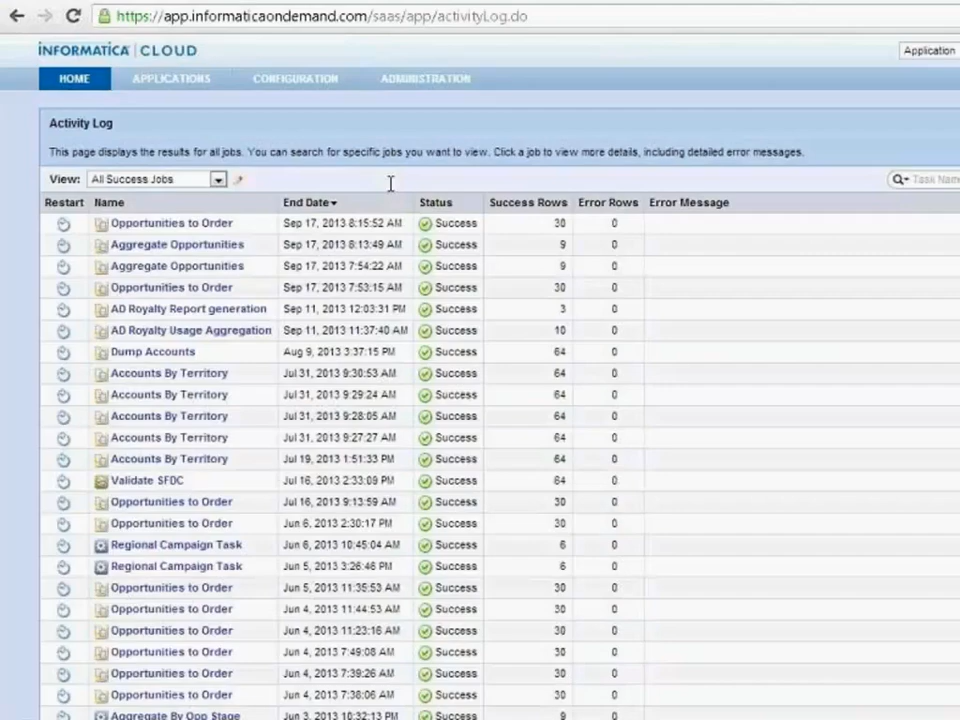 https://app.informaticaondemand.com/saas/app/activityLog.do
INFORMATICA | CLOUD
Application
HOME APPLICATIONS CONFIGURATION ADMINISTRATION
Activity Log
This page displays the results for all jobs. You can search for specific jobs you want to view. Click a job to view more details, including detailed error messages.
View: All Success Jobs Task Name
Restart Name End Date Status Success Rows Error Rows Error Message
Opportunities to Order Sep 17, 2013 8:15:52 AM Success 30 0
Aggregate Opportunities Sep 17, 2013 8:13:49 AM Success 9 0
Aggregate Opportunities Sep 17, 2013 7:54:22 AM Success 9 0
Opportunities to Order Sep 17, 2013 7:53:15 AM Success 30 0
AD Royalty Report generation Sep 11, 2013 12:03:31 PM Success 3 0
AD Royalty Usage Aggregation Sep 11, 2013 11:37:40 AM Success 10 0
Dump Accounts Aug 9, 2013 3:37:15 PM Success 64 0
Accounts By Territory Jul 31, 2013 9:30:53 AM Success 64 0
Accounts By Territory Jul 31, 2013 9:29:24 AM Success 64 0
Accounts By Territory Jul 31, 2013 9:28:05 AM Success 64 0
Accounts By Territory Jul 31, 2013 9:27:27 AM Success 64 0
Accounts By Territory Jul 19, 2013 1:51:33 PM Success 64 0
Validate SFDC Jul 16, 2013 2:33:09 PM Success 64 0
Opportunities to Order Jul 16, 2013 9:13:59 AM Success 30 0
Opportunities to Order Jun 6, 2013 2:30:17 PM Success 30 0
Regional Campaign Task Jun 6, 2013 10:45:04 AM Success 6 0
Regional Campaign Task Jun 5, 2013 3:26:46 PM Success 6 0
Opportunities to Order Jun 5, 2013 11:35:53 AM Success 30 0
Opportunities to Order Jun 4, 2013 11:44:53 AM Success 30 0
Opportunities to Order Jun 4, 2013 11:23:16 AM Success 30 0
Opportunities to Order Jun 4, 2013 7:49:08 AM Success 30 0
Opportunities to Order Jun 4, 2013 7:39:26 AM Success 30 0
Opportunities to Order Jun 4, 2013 7:38:06 AM Success 30 0
Aggregate By Opp Stage Jun 3, 2013 10:32:13 PM Success 9 0